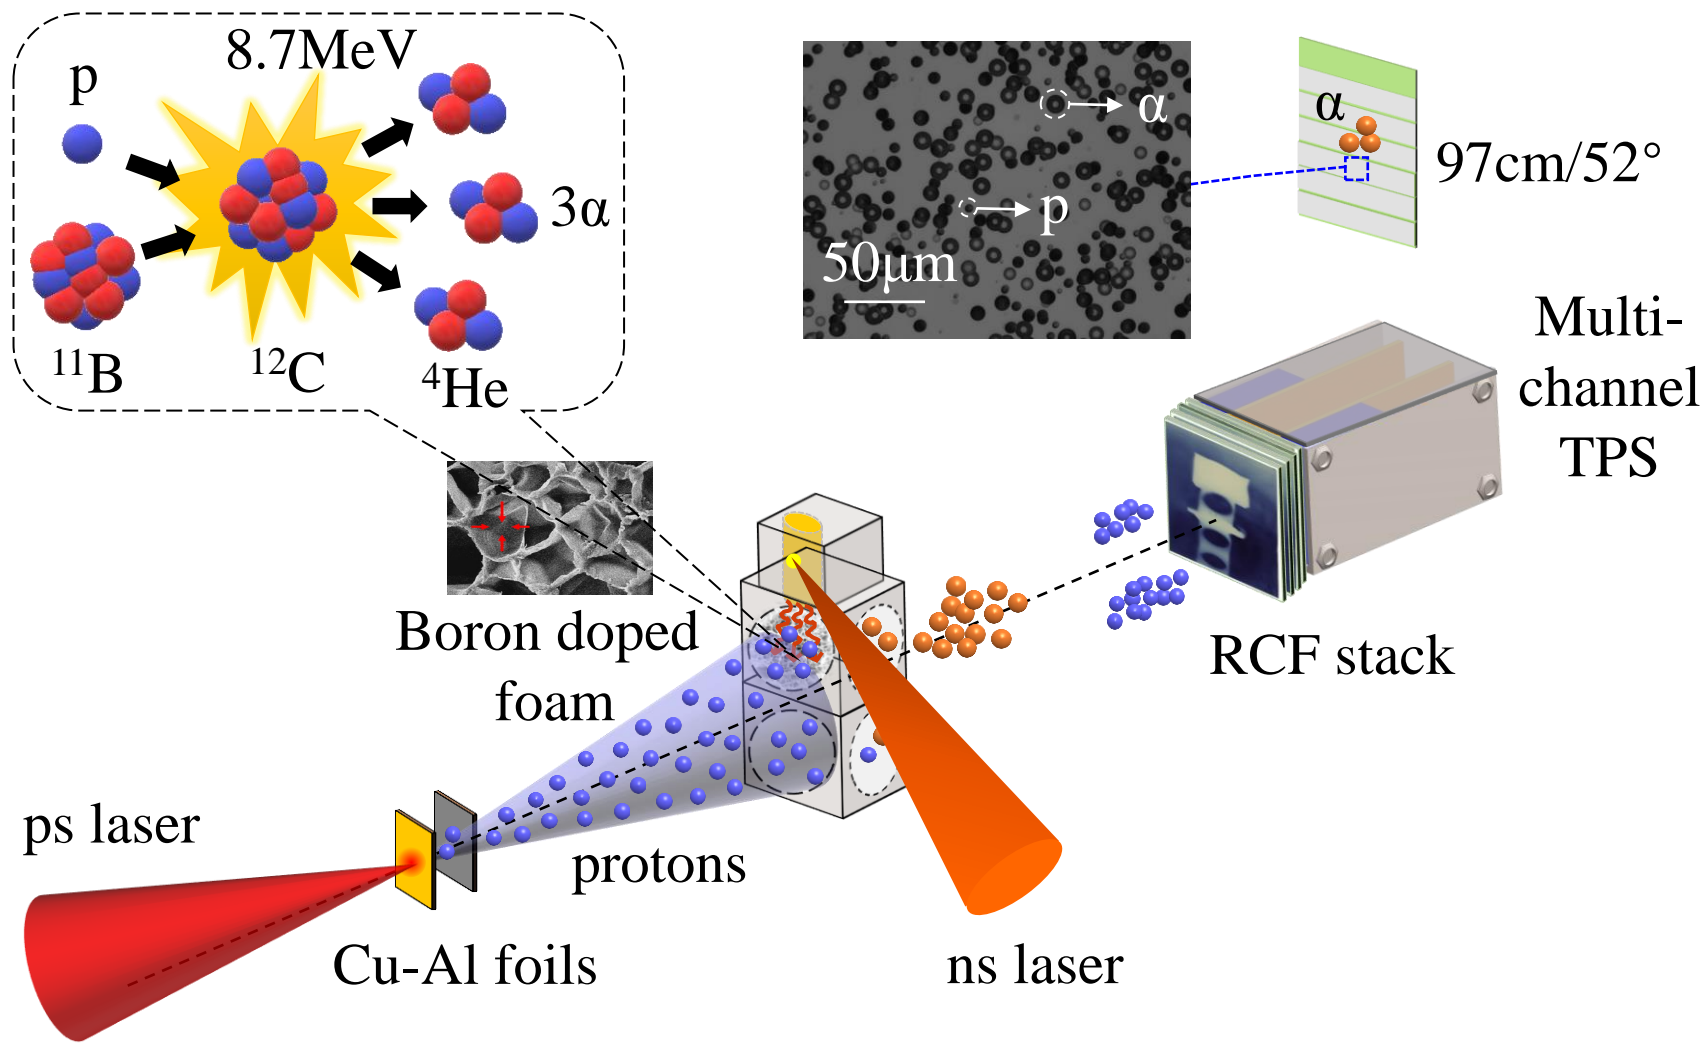 8.7MeV
p
3α
¹¹B
¹²C
⁴He
α
p
50μm
α
97cm/52°
Multi-
channel
TPS
Boron doped
foam
RCF stack
ps laser
protons
Cu-Al foils
ns laser